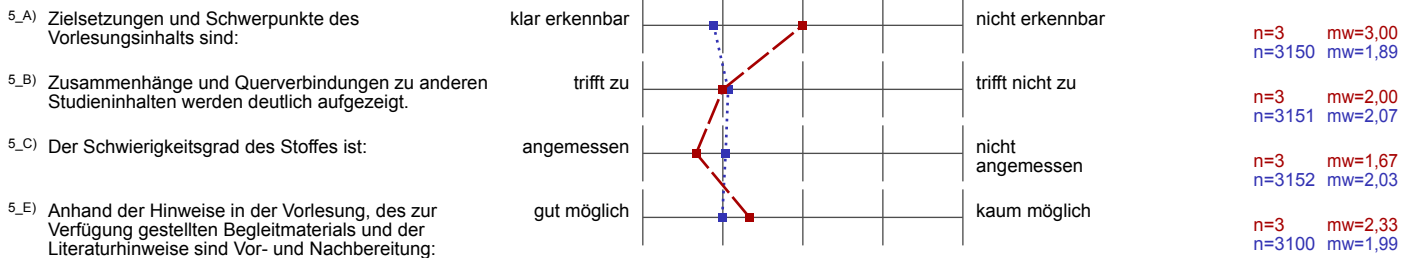 5_A) Zielsetzungen und Schwerpunkte des
Vorlesungsinhalts sind:
klar erkennbar
nicht erkennbar
n=3 mw=3,00
n=3150 mw=1,89
5_B) Zusammenhänge und Querverbindungen zu anderen
Studieninhalten werden deutlich aufgezeigt.
trifft zu
trifft nicht zu
n=3 mw=2,00
n=3151 mw=2,07
5_C) Der Schwierigkeitsgrad des Stoffes ist:
angemessen
nicht
angemessen
n=3 mw=1,67
n=3152 mw=2,03
5_E) Anhand der Hinweise in der Vorlesung, des zur
Verfügung gestellten Begleitmaterials und der
Literaturhinweise sind Vor- und Nachbereitung:
gut möglich
kaum möglich
n=3 mw=2,33
n=3100 mw=1,99